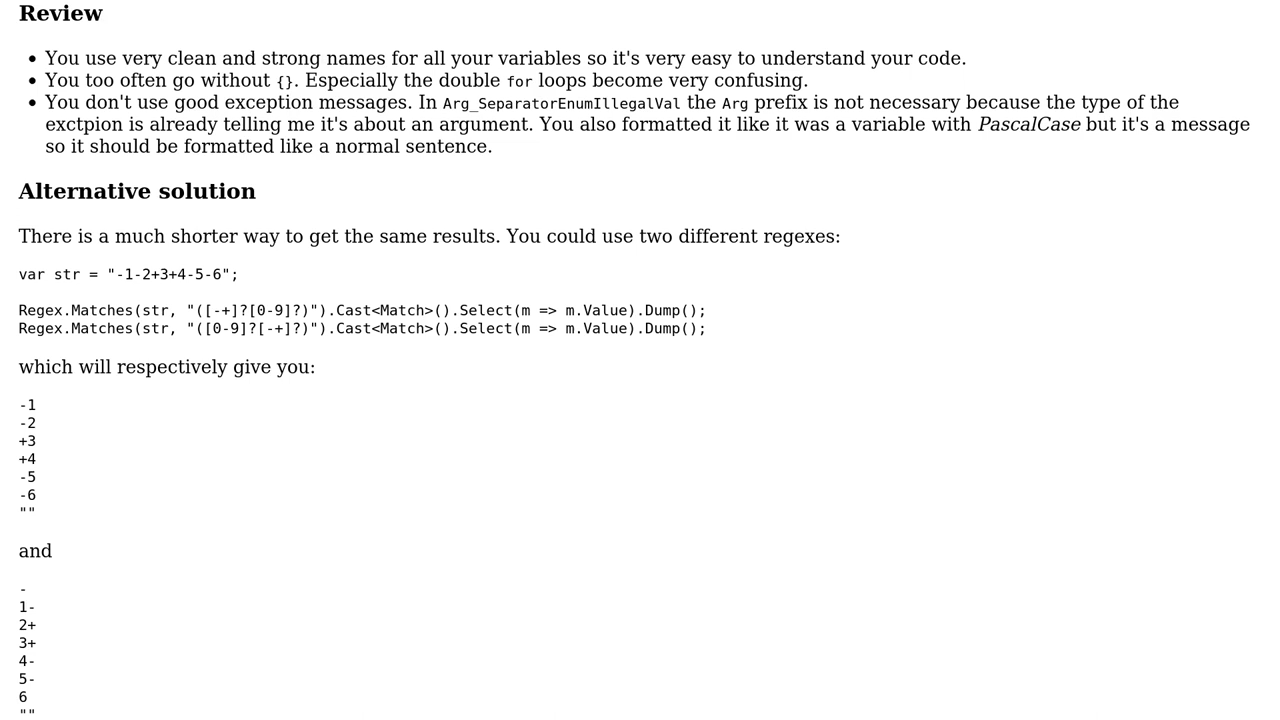 Review
You use very clean and strong names for all your variables so it's very easy to understand your code.
You too often go without {}. Especially the double for loops become very confusing.
You don't use good exception messages. In Arg_SeparatorEnumIllegalVal the Arg prefix is not necessary because the type of the
exctpion is already telling me it's about an argument. You also formatted it like it was a variable with PascalCase but it's a message
so it should be formatted like a normal sentence.
Alternative solution
There is a much shorter way to get the same results. You could use two different regexes:
var str = "-1-2+3+4-5-6";
Regex.Matches(str, "([-+]?[0-9]?)").Cast<Match>().Select(m => m.Value).Dump();
Regex.Matches(str, "([0-9]?[-+]?)").Cast<Match>().Select(m => m.Value).Dump();
which will respectively give you:
-1
-2
+3
+4
-5
-6
""
and
-
1-
2+
3+
4-
5-
6
""